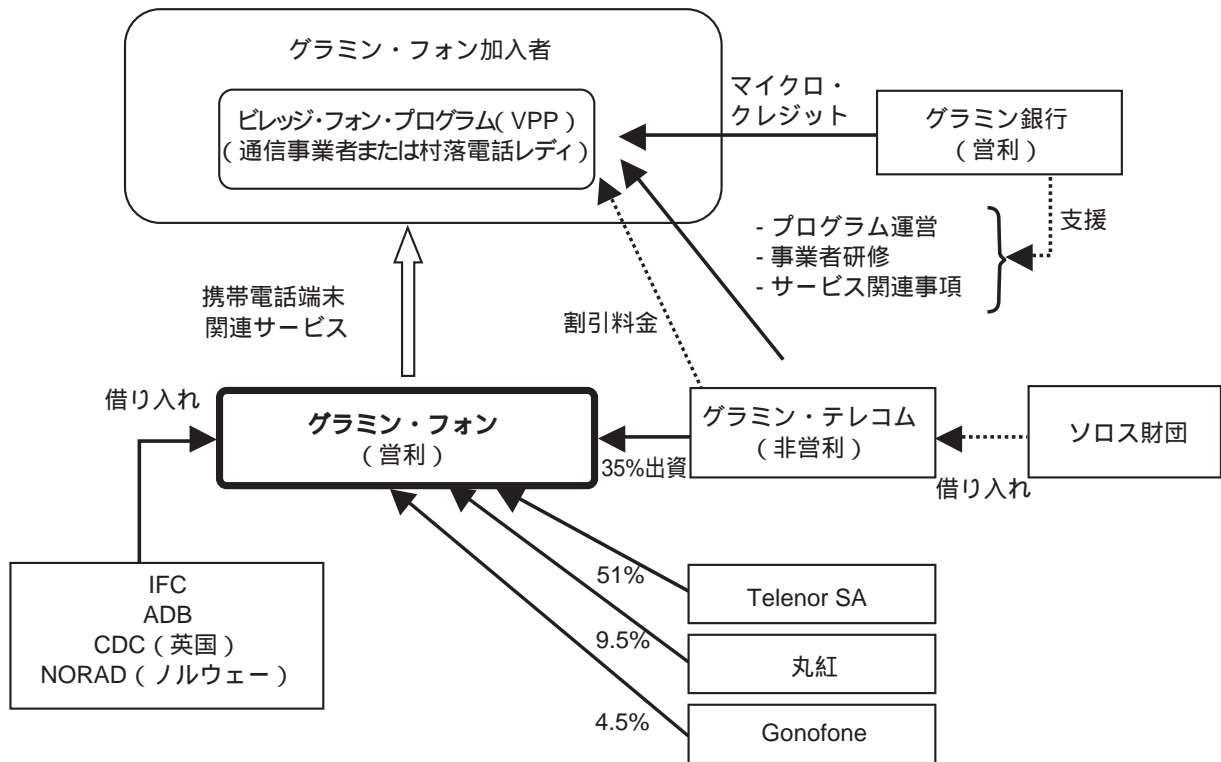 グラミン・フォン加入者
ビレッジ・フォン・プログラム(VPP)
(通信事業者または村落電話レディ)
マイクロ・
クレジット
グラミン銀行
(営利)
支援
- プログラム運営
- 事業者研修
- サービス関連事項
携帯電話端末
関連サービス
割引料金
借り入れ
グラミン・フォン
(営利)
35%出資
グラミン・テレコム
(非営利)
借り入れ
ソロス財団
IFC
ADB
CDC(英国)
NORAD(ノルウェー)
51%
Telenor SA
9.5%
丸紅
4.5%
Gonofone